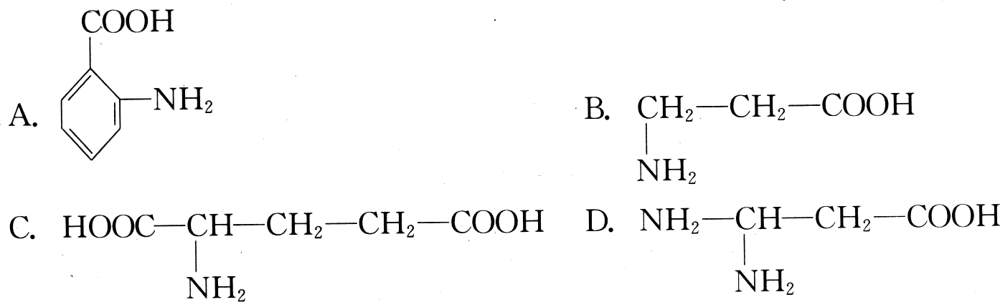 COOH
A. NH₂
B. CH₂—CH₂—COOH
NH₂
C. HOOC—CH—CH₂—CH₂—COOH
NH₂
D. NH₂—CH—CH₂—COOH
NH₂